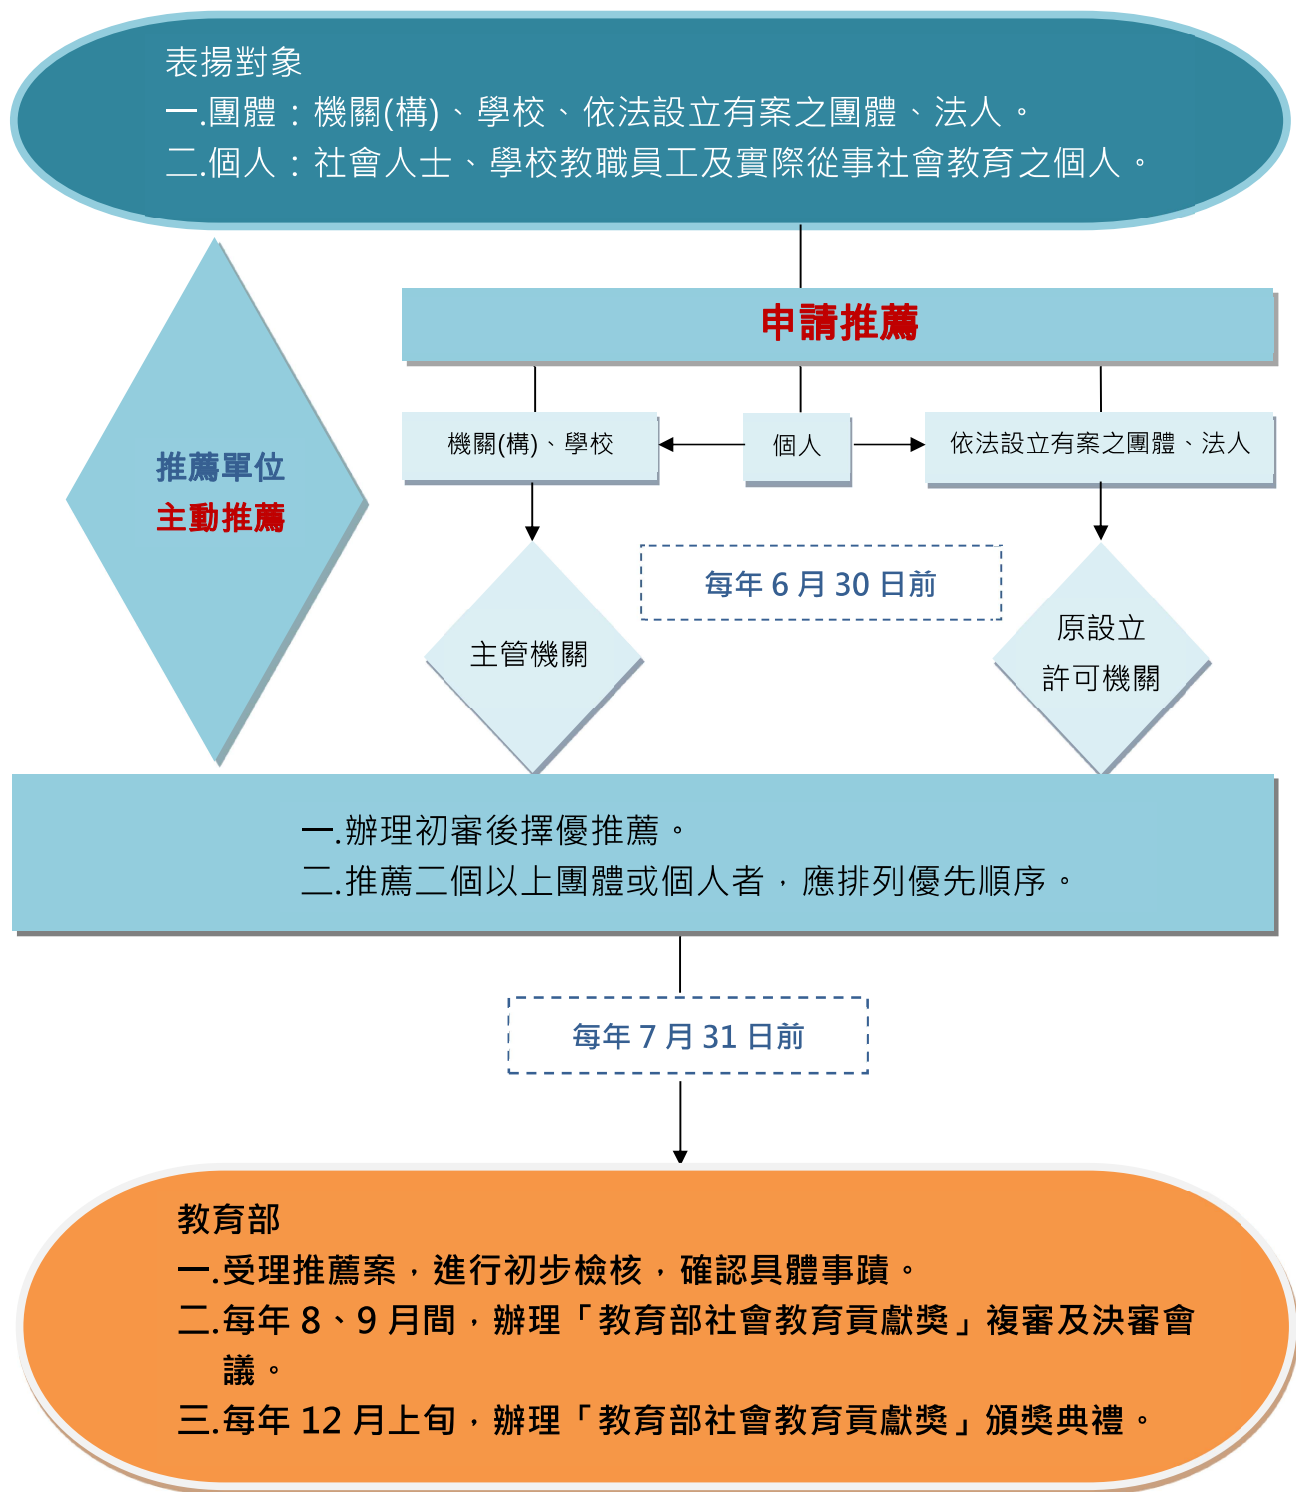 表揚對象
一.團體：機關(構)、學校、依法設立有案之團體、法人。
二.個人：社會人士、學校教職員工及實際從事社會教育之個人。
申請推薦
機關(構)、學校
個人
依法設立有案之團體、法人
推薦單位
主動推薦
每年 6 月 30 日前
主管機關
原設立
許可機關
一.辦理初審後擇優推薦。
二.推薦二個以上團體或個人者，應排列優先順序。
每年 7 月 31 日前
教育部
一.受理推薦案，進行初步檢核，確認具體事蹟。
二.每年 8、9 月間，辦理「教育部社會教育貢獻獎」複審及決審會
議。
三.每年 12 月上旬，辦理「教育部社會教育貢獻獎」頒獎典禮。